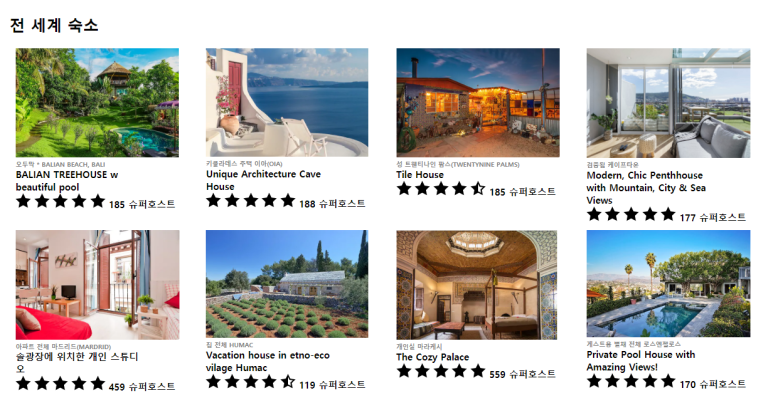 전 세계 숙소
오두막 * BALIAN BEACH, BALI
BALIAN TREEHOUSE w
beautiful pool
185 슈퍼호스트
키클라데스 주택 이아(OIA)
Unique Architecture Cave
House
188 슈퍼호스트
섬 트웬티나인 팜스(TWENTYNINE PALMS)
Tile House
185 슈퍼호스트
검증됨 케이프타운
Modern, Chic Penthhouse
with Mountain, City & Sea
Views
177 슈퍼호스트
아파트 전체 마드리드(MARDRID)
솔광장에 위치한 개인 스튜디
오
459 슈퍼호스트
집 전체 HUMAC
Vacation house in etno-eco
vilage Humac
119 슈퍼호스트
개인실 마라케시
The Cozy Palace
559 슈퍼호스트
게스트용 별채 전체 로스앤젤로스
Private Pool House with
Amazing Views!
170 슈퍼호스트